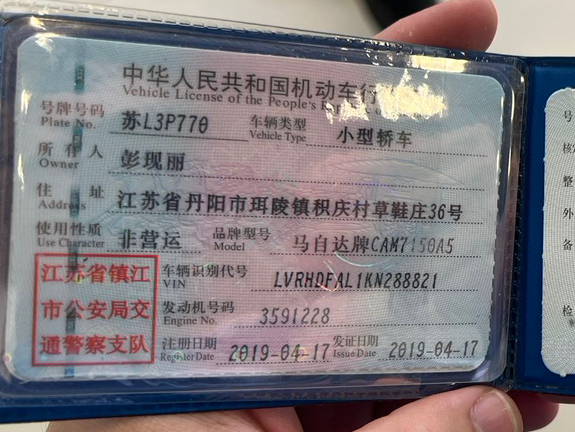 中华人民共和国机动车行
Vehicle License of the People's
号牌号码 苏L3P770 车辆类型 小型轿车
Plate No. Vehicle Type
所有人 彭现丽
Owner
住址 江苏省丹阳市珥陵镇积庆村草鞋庄36号
Address
使用性质 非营运 品牌型号 马自达牌CAM7150A5
Use Character Model
江苏省镇江 车辆识别代号 LVRHDFAL1KN288821
VIN
市公安局交 发动机号码 3591228
Engine No.
通警察支队 注册日期 2019-04-17 发证日期 2019-04-17
Register Date Issue Date
号
核定
整
外
备
检